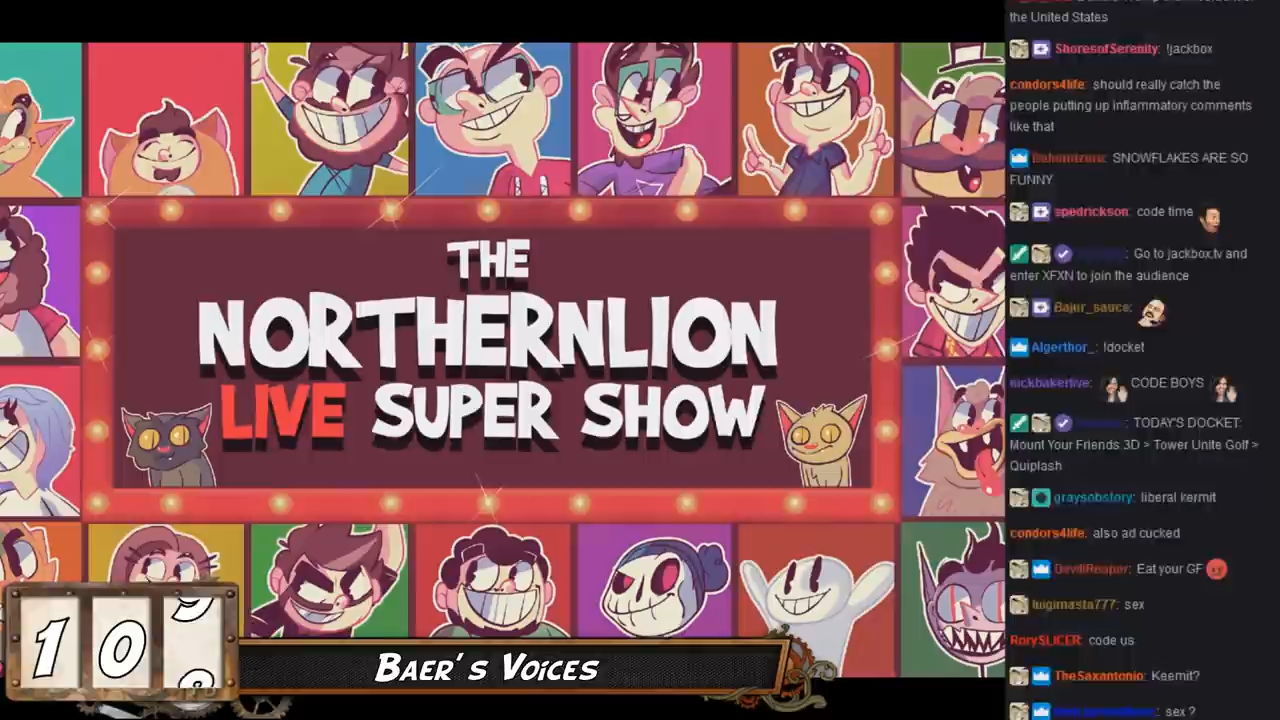 THE
NORTHERNLION
LIVE SUPER SHOW
10
BAER'S VOICES
the United States
ShoresofSerenity: !jackbox
condors4life: should really catch the
people putting up inflammatory comments
like that
SNOWFLAKES ARE SO
FUNNY
spedrickson: code time
: Go to jackbox.tv and
enter XFXN to join the audience
Bajur_sauce:
Algerthor_: !docket
nickbakerlive: CODE BOYS
: TODAY'S DOCKET:
Mount Your Friends 3D > Tower Unite Golf >
Quiplash
graysobstory: liberal kermit
condors4life: also ad cucked
DevilReaper: Eat your GF
luigimasta777: sex
RorySLICER: code us
TheSaxantonio: Keemit?
: sex ?